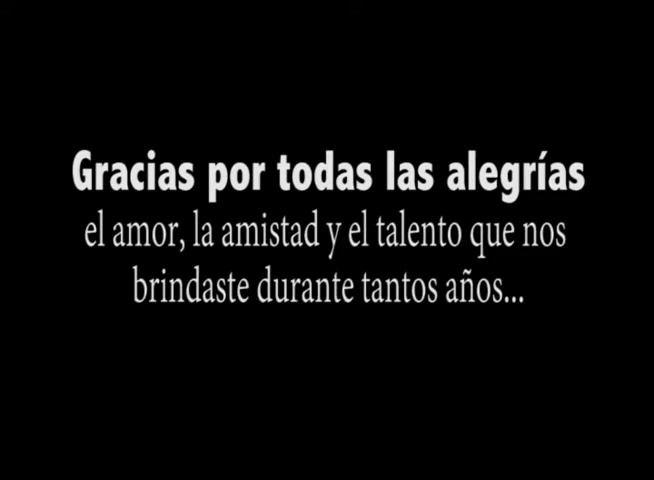 Gracias por todas las alegrías
el amor, la amistad y el talento que nos
brindaste durante tantos años...